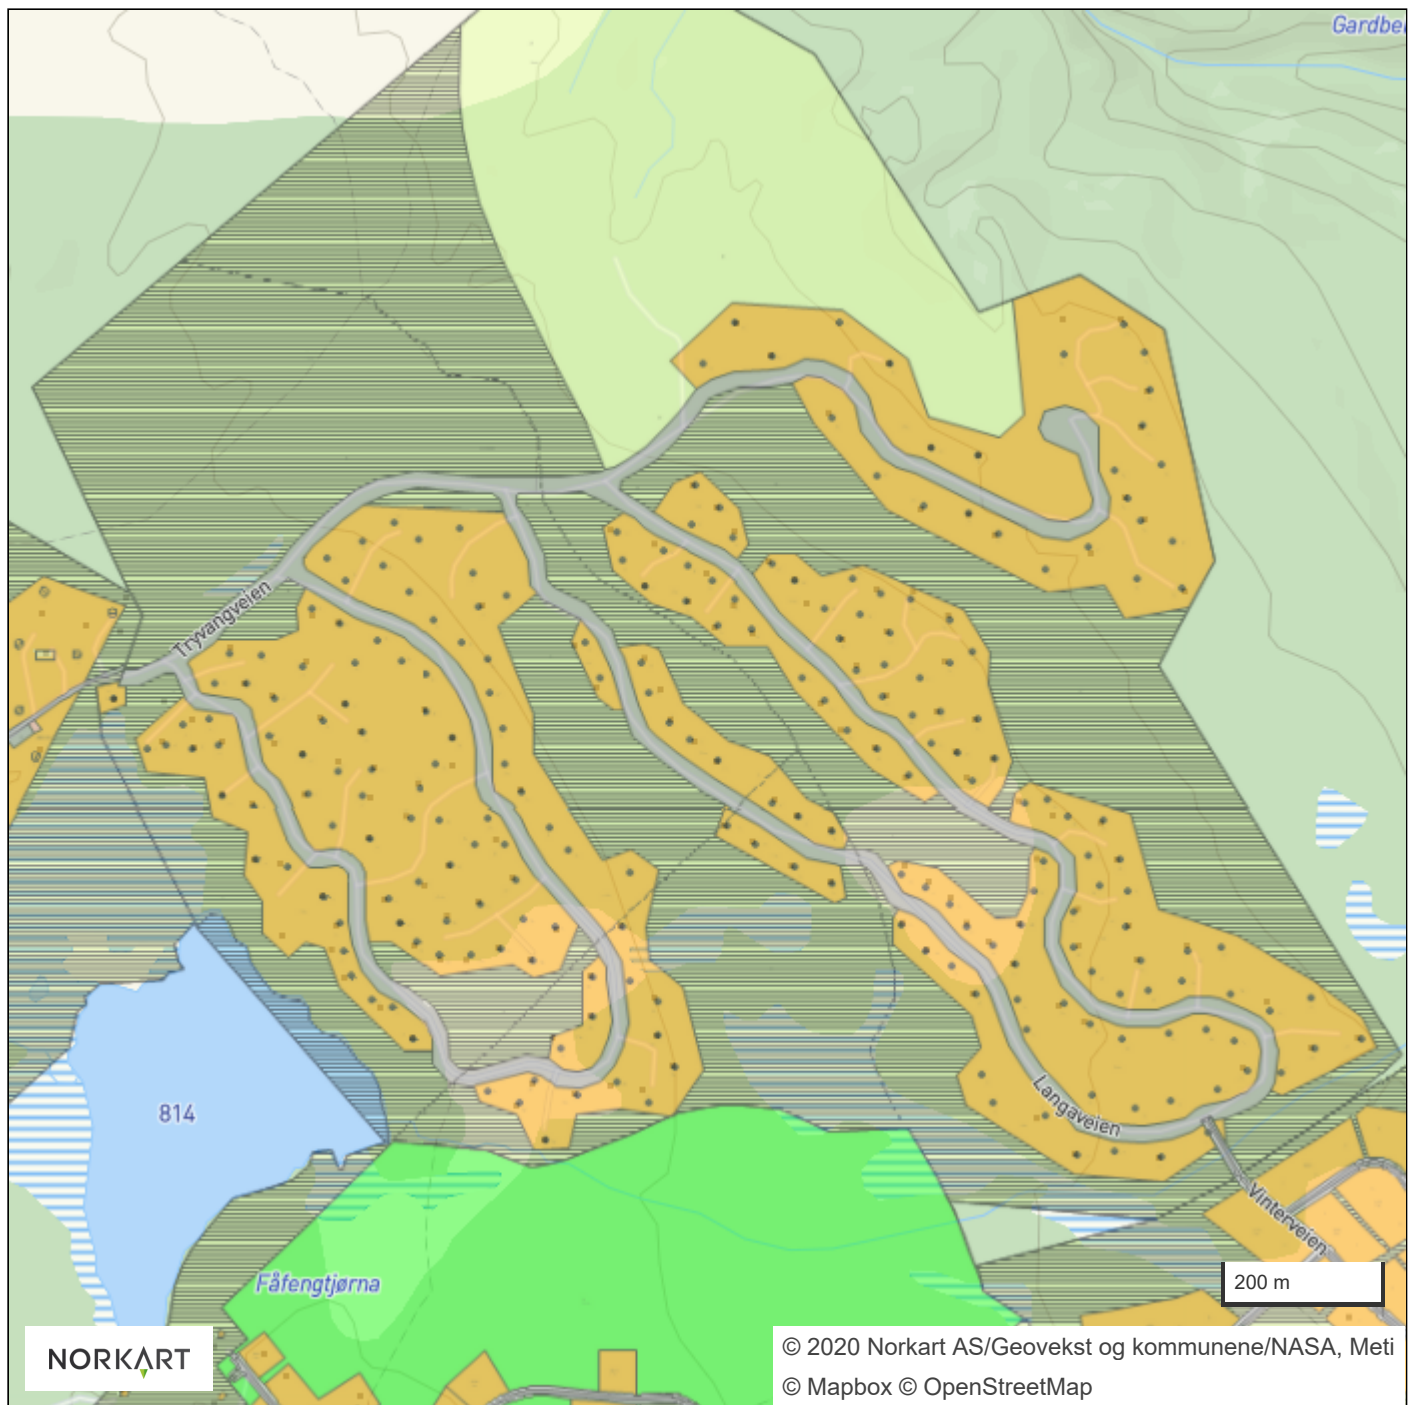 Gardbe
Tryvangveien
814
Langaveien
Vinterveien
Fåfengtjørna
200 m
NORKART
© 2020 Norkart AS/Geovekst og kommunene/NASA, Meti
© Mapbox © OpenStreetMap